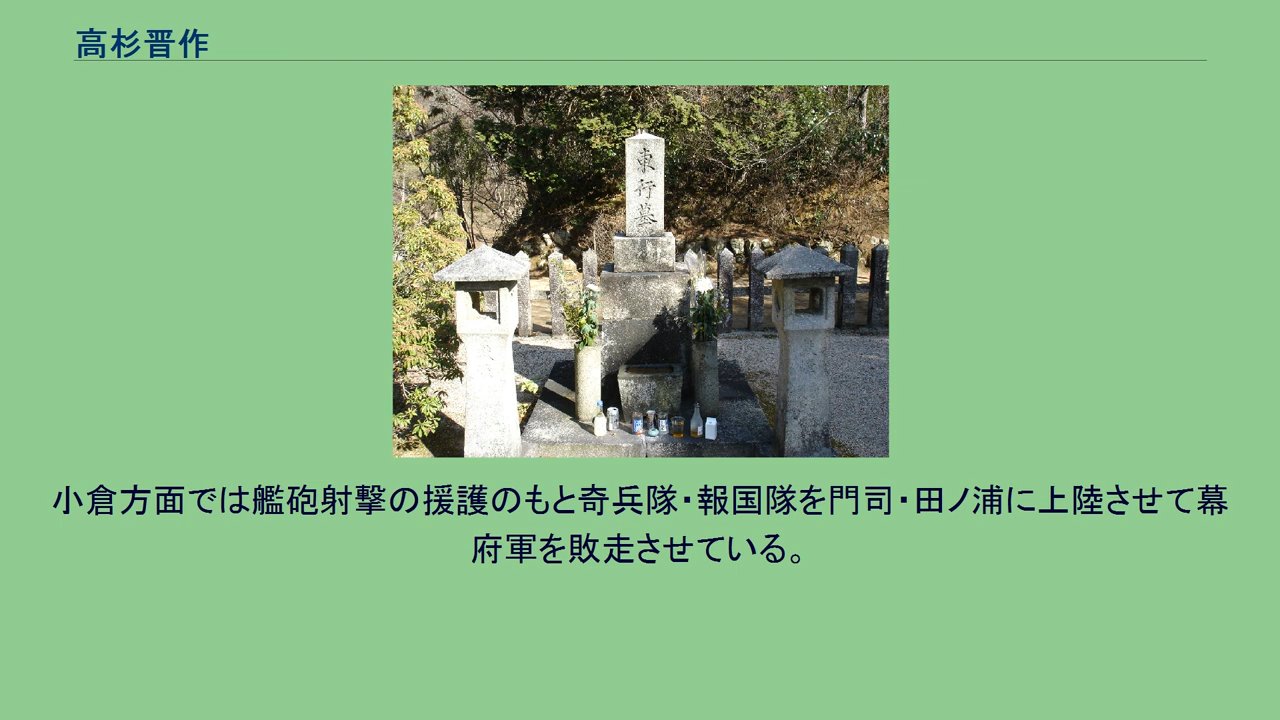 高杉晋作
東行墓
小倉方面では艦砲射撃の援護のもと奇兵隊・報国隊を門司・田ノ浦に上陸させて幕
府軍を敗走させている。